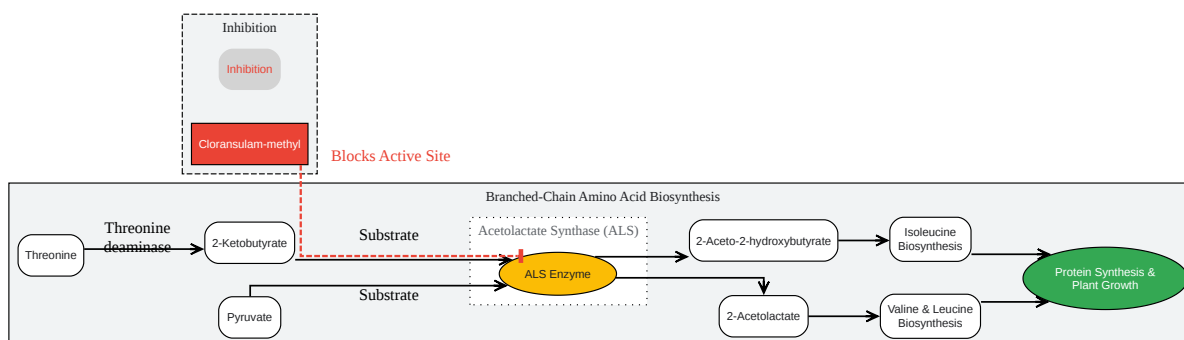 Inhibition
Inhibition
Cloransulam-methyl
Blocks Active Site
Branched-Chain Amino Acid Biosynthesis
Threonine
Threonine
deaminase
2-Ketobutyrate
Substrate
Pyruvate
Substrate
Acetolactate Synthase (ALS)
ALS Enzyme
2-Aceto-2-hydroxybutyrate
2-Acetolactate
Isoleucine
Biosynthesis
Valine & Leucine
Biosynthesis
Protein Synthesis &
Plant Growth